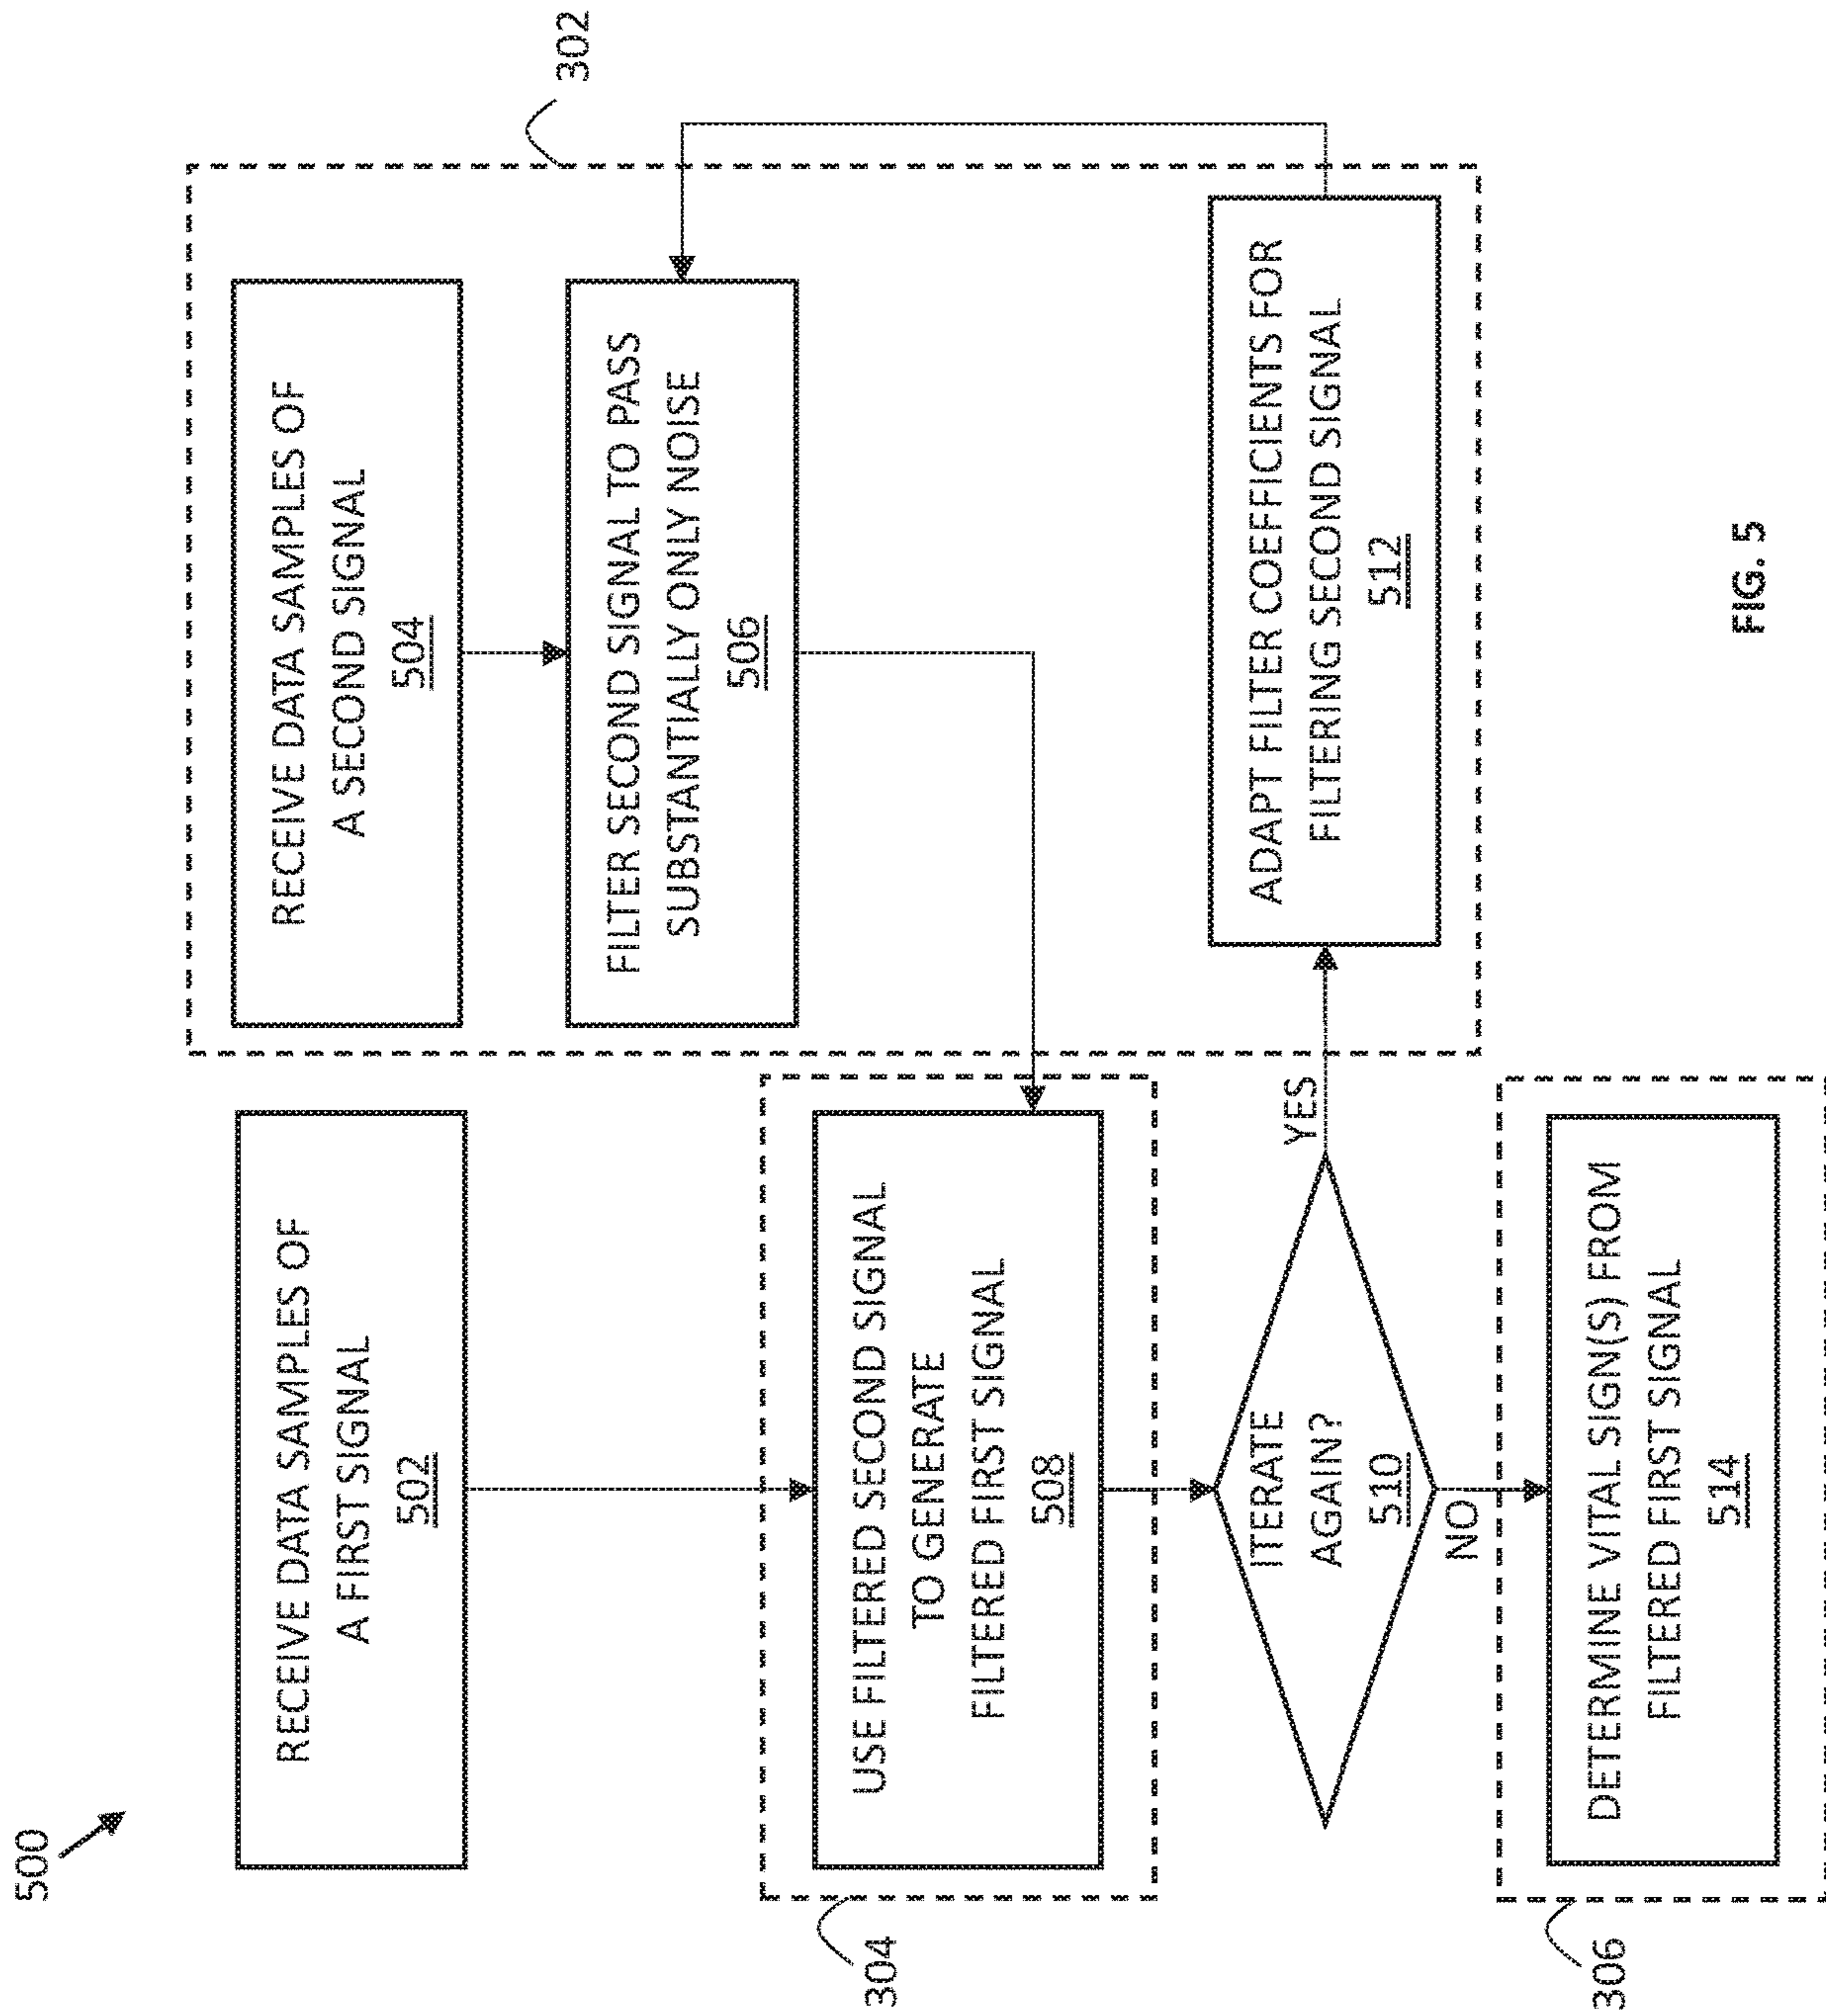 500
RECEIVE DATA SAMPLES OF
A FIRST SIGNAL
502
RECEIVE DATA SAMPLES OF
A SECOND SIGNAL
504
302
FILTER SECOND SIGNAL TO PASS
SUBSTANTIALLY ONLY NOISE
506
304
USE FILTERED SECOND SIGNAL
TO GENERATE
FILTERED FIRST SIGNAL
508
ITERATE
AGAIN?
510
YES
NO
ADAPT FILTER COEFFICIENTS FOR
FILTERING SECOND SIGNAL
512
306
DETERMINE VITAL SIGN(S) FROM
FILTERED FIRST SIGNAL
514
FIG. 5